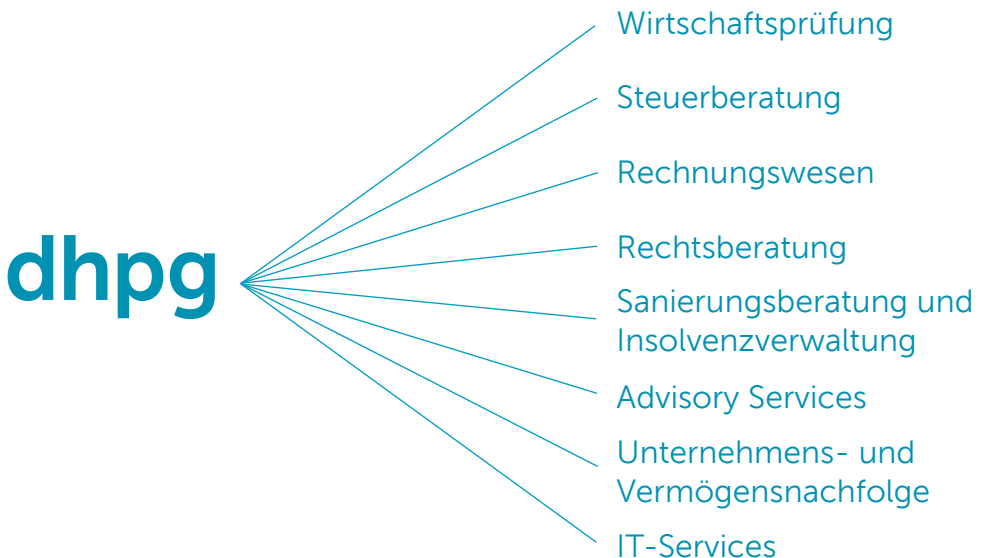 dhpg
Wirtschaftsprüfung
Steuerberatung
Rechnungswesen
Rechtsberatung
Sanierungsberatung und
Insolvenzverwaltung
Advisory Services
Unternehmens- und
Vermögensnachfolge
IT-Services